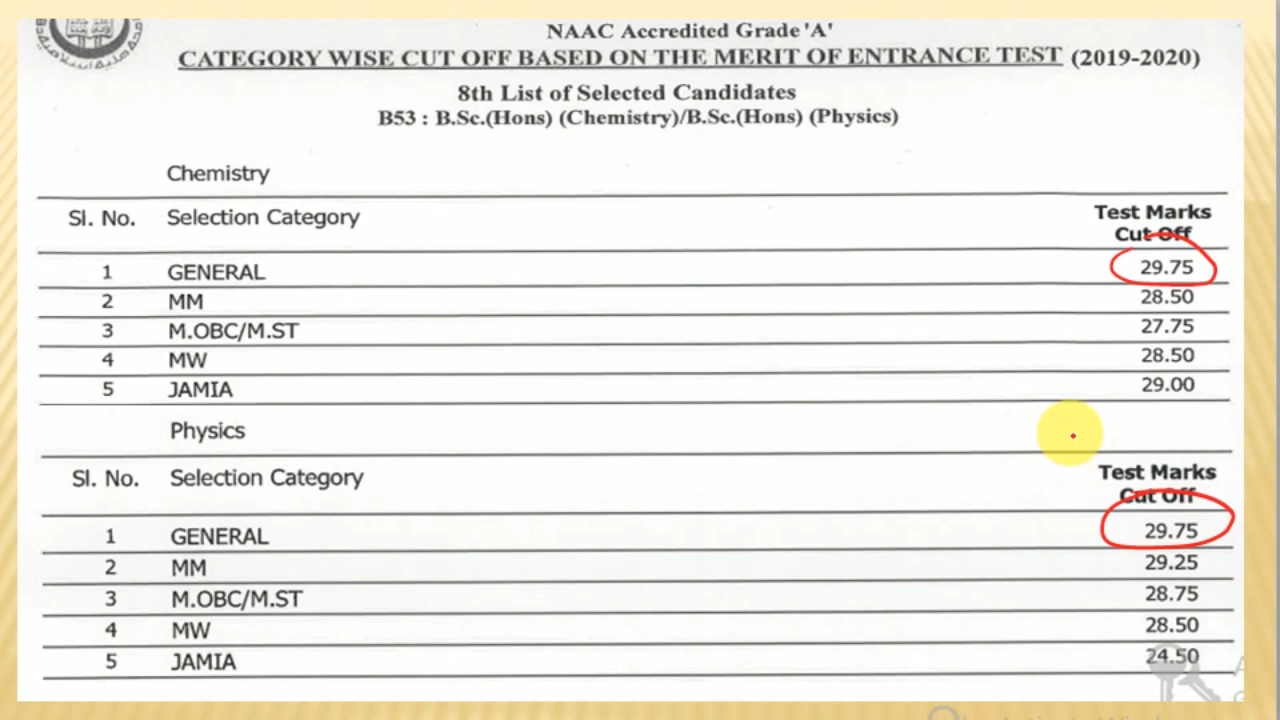 NAAC Accredited Grade 'A'
CATEGORY WISE CUT OFF BASED ON THE MERIT OF ENTRANCE TEST (2019-2020)
8th List of Selected Candidates
B53 : B.Sc.(Hons) (Chemistry)/B.Sc.(Hons) (Physics)
Chemistry
Sl. No. Selection Category Test Marks
Cut Off
1 GENERAL 29.75
2 MM 28.50
3 M.OBC/M.ST 27.75
4 MW 28.50
5 JAMIA 29.00
Physics
Sl. No. Selection Category Test Marks
Cut Off
1 GENERAL 29.75
2 MM 29.25
3 M.OBC/M.ST 28.75
4 MW 28.50
5 JAMIA 24.50